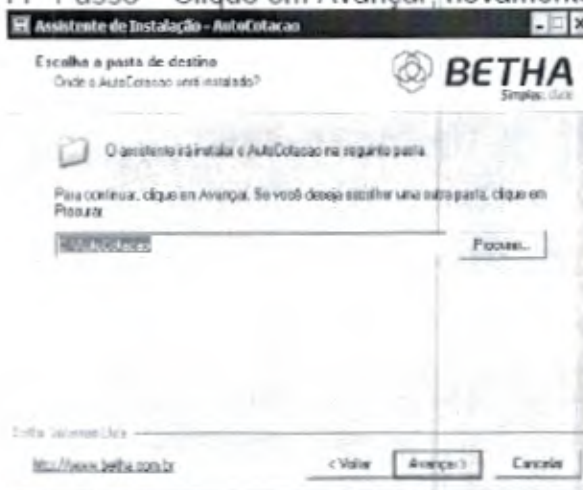 Passo - Clique em Avançar, novamente
Assistente de Instalação - AutoCotacao
Escolha a pasta de destino
Onde o AutoCotacao será instalado?
BETHA
Simples.
O assistente irá instalar o AutoCotacao na seguinte pasta.
Para continuar, clique em Avançar. Se você deseja escolher uma outra pasta, clique em
Procurar.
C:\AutoCotacao
Procurar...
http://www.betha.com.br
< Voltar
Avançar >
Cancelar